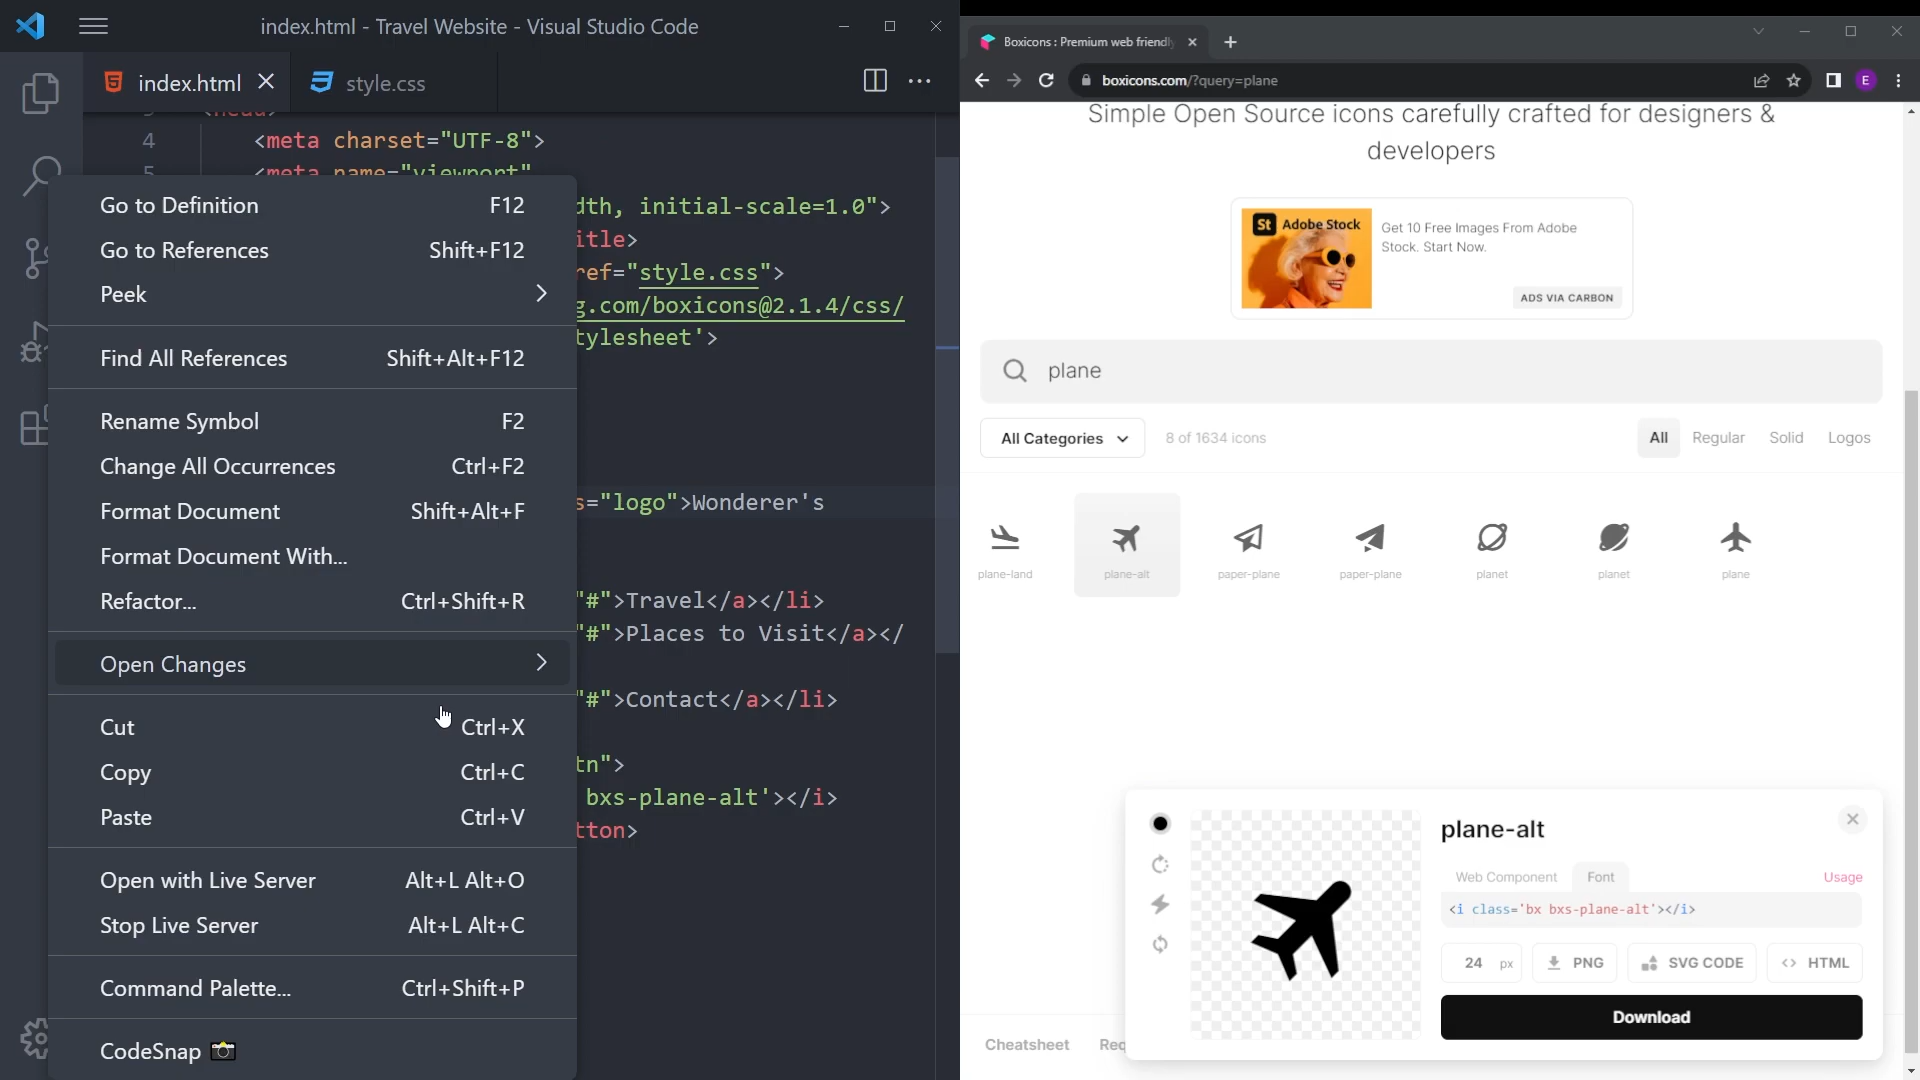 index.html - Travel Website - Visual Studio Code
index.html
style.css
4
<meta charset="UTF-8">
5
<meta name="viewport"
dth, initial-scale=1.0">
itle>
ref="style.css">
g.com/boxicons@2.1.4/css/
tylesheet'>
s="logo">Wonderer's
"#">Travel</a></li>
"#">Places to Visit</a></
"#">Contact</a></li>
tn">
bxs-plane-alt'></i>
tton>
Go to Definition F12
Go to References Shift+F12
Peek
Find All References Shift+Alt+F12
Rename Symbol F2
Change All Occurrences Ctrl+F2
Format Document Shift+Alt+F
Format Document With...
Refactor... Ctrl+Shift+R
Open Changes
Cut Ctrl+X
Copy Ctrl+C
Paste Ctrl+V
Open with Live Server Alt+L Alt+O
Stop Live Server Alt+L Alt+C
Command Palette... Ctrl+Shift+P
CodeSnap
Boxicons : Premium web friendly
boxicons.com/?query=plane
E
Simple Open Source icons carefully crafted for designers &
developers
St Adobe Stock
Get 10 Free Images From Adobe
Stock. Start Now.
ADS VIA CARBON
plane
All Categories
8 of 1634 icons
All Regular Solid Logos
plane-land
plane-alt
paper-plane
paper-plane
planet
planet
plane
plane-alt
Web Component Font Usage
<i class='bx bxs-plane-alt'></i>
24 px
PNG
SVG CODE
<> HTML
Download
Cheatsheet
Req